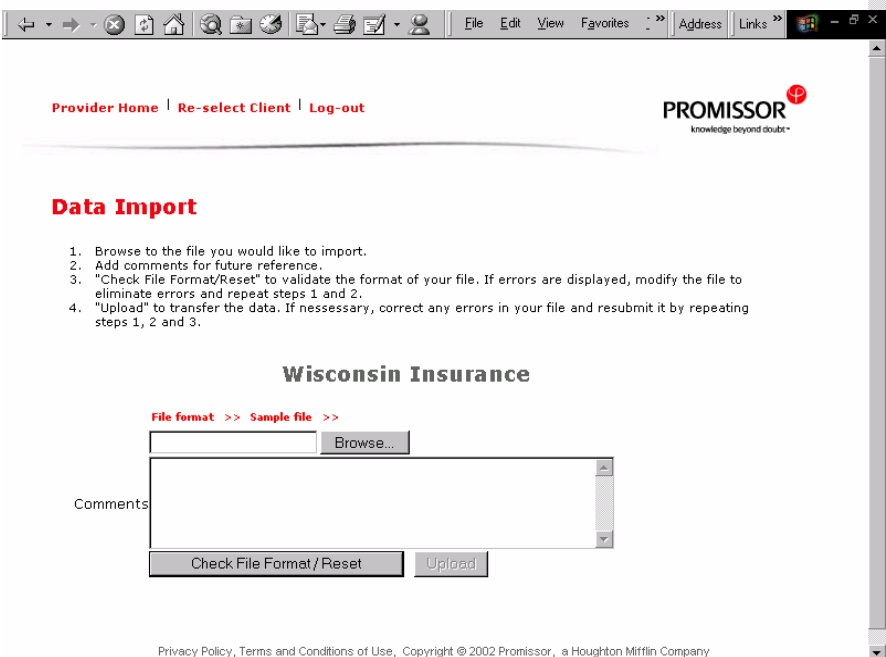 File Edit View Favorites » Address Links »
Provider Home | Re-select Client | Log-out
PROMISSOR
knowledge beyond doubt™
Data Import
1. Browse to the file you would like to import.
2. Add comments for future reference.
3. "Check File Format/Reset" to validate the format of your file. If errors are displayed, modify the file to
eliminate errors and repeat steps 1 and 2.
4. "Upload" to transfer the data. If nessessary, correct any errors in your file and resubmit it by repeating
steps 1, 2 and 3.
Wisconsin Insurance
File format >> Sample file >>
Browse...
Comments
Check File Format / Reset Upload
Privacy Policy, Terms and Conditions of Use, Copyright © 2002 Promissor, a Houghton Mifflin Company